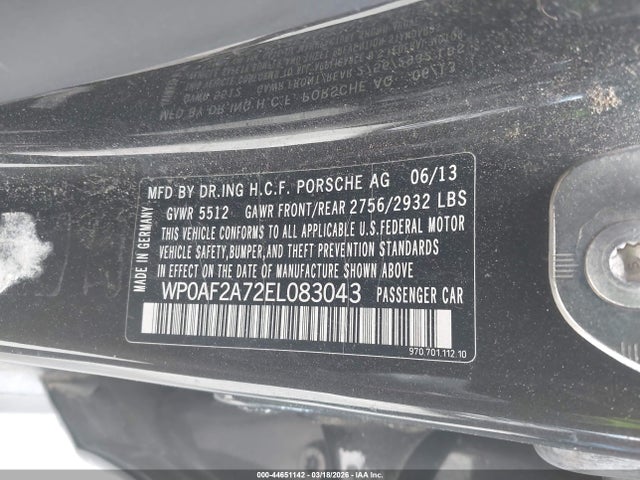 MFD BY DR.ING H.C.F. PORSCHE AG 06/13
GVWR 5512 GAWR FRONT/REAR 2756/2932 LBS
THIS VEHICLE CONFORMS TO ALL APPLICABLE U.S.FEDERAL MOTOR
VEHICLE SAFETY,BUMPER,AND THEFT PREVENTION STANDARDS
IN EFFECT ON THE DATE OF MANUFACTURE SHOWN ABOVE
WP0AF2A72EL083043 PASSENGER CAR
970.701.112.10
MADE IN GERMANY
000-44651142 - 03/18/2026 - IAAI.COM